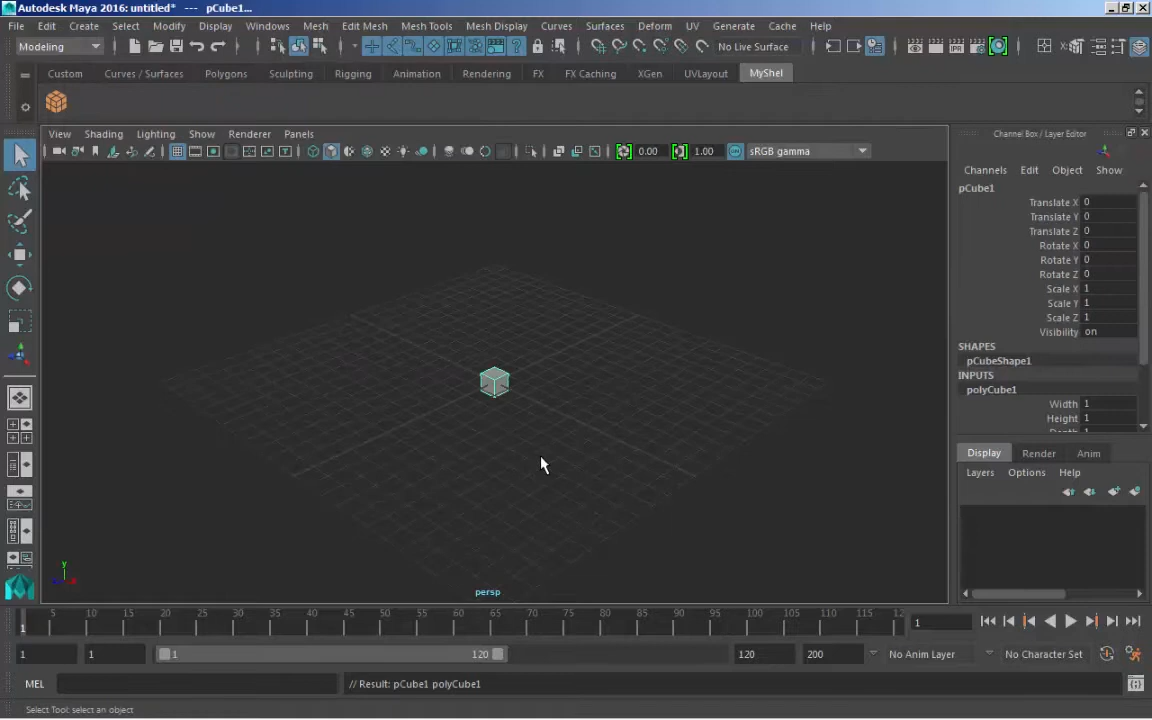 Autodesk Maya 2016: untitled* --- pCube1...
File Edit Create Select Modify Display Windows Mesh Edit Mesh Mesh Tools Mesh Display Curves Surfaces Deform UV Generate Cache Help
Modeling No Live Surface
Custom Curves / Surfaces Polygons Sculpting Rigging Animation Rendering FX FX Caching XGen UVLayout MyShel
View Shading Lighting Show Renderer Panels
0.00 1.00 sRGB gamma
Channel Box / Layer Editor
Channels Edit Object Show
pCube1
Translate X 0
Translate Y 0
Translate Z 0
Rotate X 0
Rotate Y 0
Rotate Z 0
Scale X 1
Scale Y 1
Scale Z 1
Visibility on
SHAPES
pCubeShape1
INPUTS
polyCube1
Width 1
Height 1
Display Render Anim
Layers Options Help
y
persp
5 10 15 20 25 30 35 40 45 50 55 60 65 70 75 80 85 90 95 100 105 110 115 12
1 1
1 1 1 120 120 200 No Anim Layer No Character Set
MEL // Result: pCube1 polyCube1
Select Tool: select an object